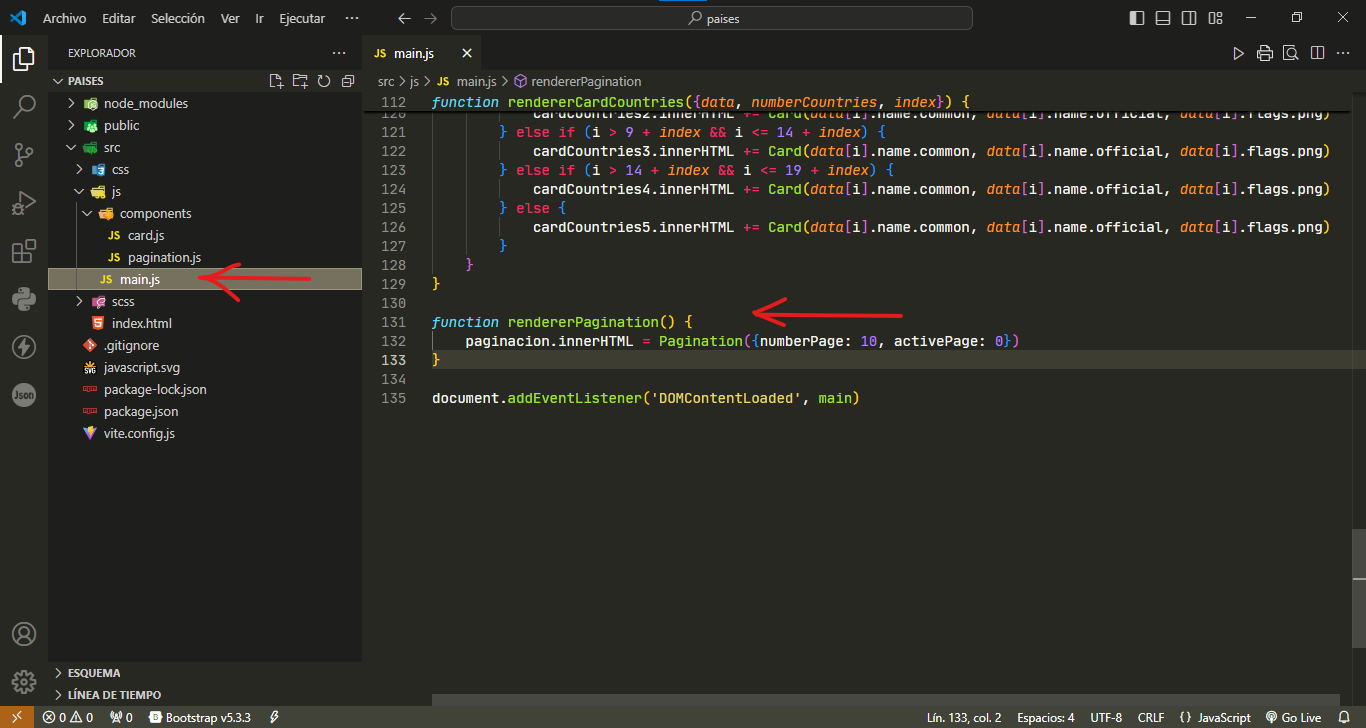 Archivo Editar Selección Ver Ir Ejecutar ··· paises
EXPLORADOR ···
JS main.js
PAISES
src > js > JS main.js > rendererPagination
node_modules
public
src
css
js
components
JS card.js
JS pagination.js
JS main.js
scss
index.html
.gitignore
javascript.svg
package-lock.json
package.json
vite.config.js
ESQUEMA
LÍNEA DE TIEMPO
112 function rendererCardCountries({data, numberCountries, index}) {
120 cardCountries2.innerHTML += Card(data[i].name.common, data[i].name.official, data[i].flags.png)
121 } else if (i > 9 + index && i <= 14 + index) {
122 cardCountries3.innerHTML += Card(data[i].name.common, data[i].name.official, data[i].flags.png)
123 } else if (i > 14 + index && i <= 19 + index) {
124 cardCountries4.innerHTML += Card(data[i].name.common, data[i].name.official, data[i].flags.png)
125 } else {
126 cardCountries5.innerHTML += Card(data[i].name.common, data[i].name.official, data[i].flags.png)
127 }
128 }
129 }
130
131 function rendererPagination() {
132 paginacion.innerHTML = Pagination({numberPage: 10, activePage: 0})
133 }
134
135 document.addEventListener('DOMContentLoaded', main)
Json
0 0 0 Bootstrap v5.3.3 Lín. 133, col. 2 Espacios: 4 UTF-8 CRLF {} JavaScript Go Live